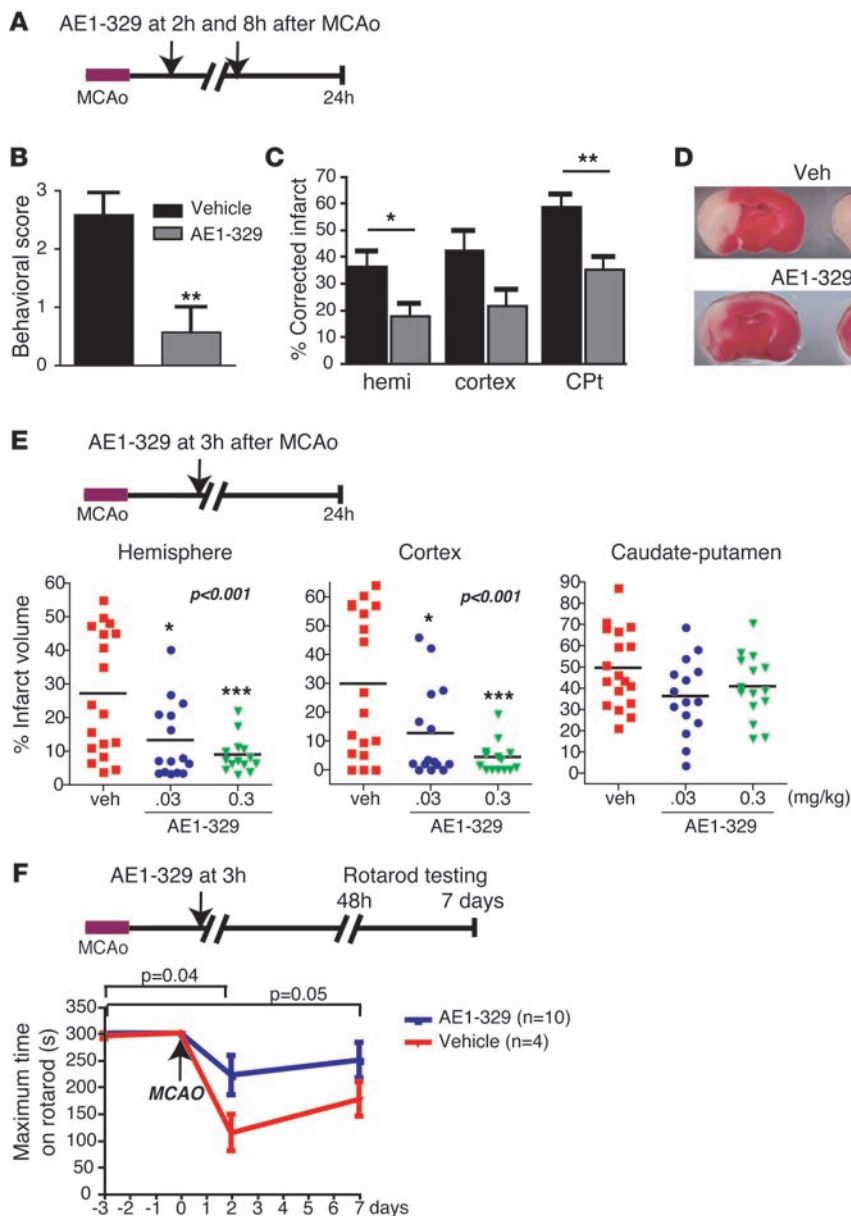 A
AE1-329 at 2h and 8h after MCAo
MCAo
24h
B
Behavioral score
3
2
1
0
**
Vehicle
AE1-329
C
% Corrected infarct
70
60
50
40
30
20
10
0
*
**
hemi cortex CPt
D
Veh
AE1-329
E
AE1-329 at 3h after MCAo
MCAo
24h
Hemisphere
% Infarct volume
60
50
40
30
20
10
0
p<0.001
*
***
veh .03 0.3
AE1-329
Cortex
60
50
40
30
20
10
0
p<0.001
*
***
veh .03 0.3
AE1-329
Caudate-putamen
90
80
70
60
50
40
30
20
10
0
veh .03 0.3 (mg/kg)
AE1-329
F
AE1-329 at 3h
Rotarod testing
48h 7 days
MCAo
p=0.04
p=0.05
Maximum time
on rotarod (s)
350
300
250
200
150
100
50
0
MCAO
AE1-329 (n=10)
Vehicle (n=4)
-3 -2 -1 0 1 2 3 4 5 6 7 days